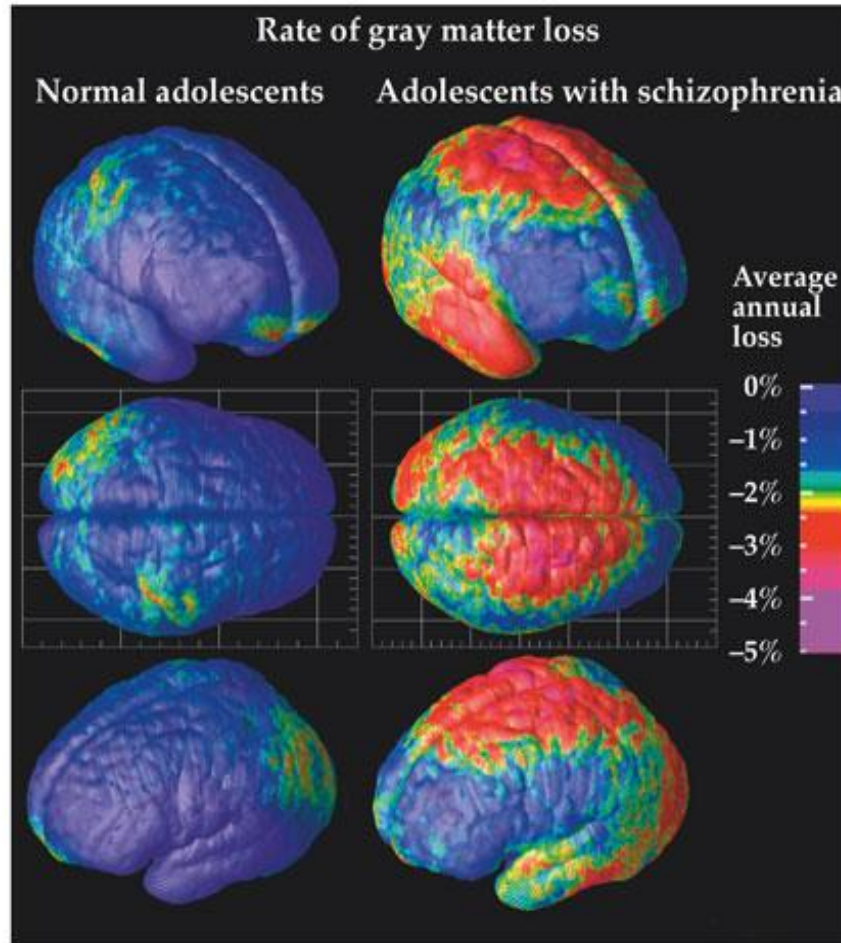 Rate of gray matter loss
Normal adolescents
Adolescents with schizophrenia
Average
annual
loss
0%
–1%
–2%
–3%
–4%
–5%